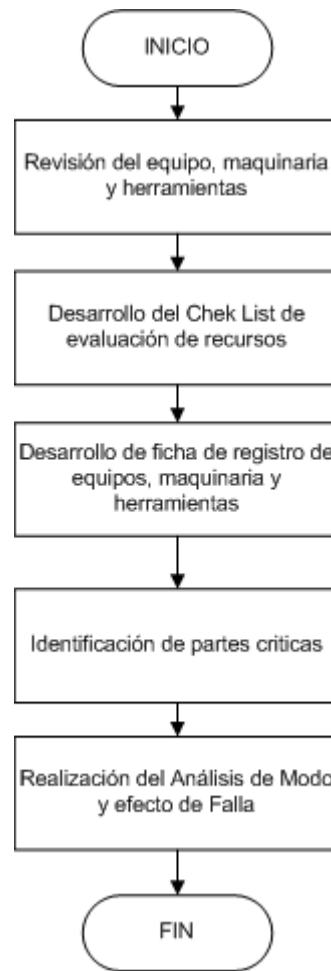 INICIO
Revisión del equipo, maquinaria
y herramientas
Desarrollo del Chek List de
evaluación de recursos
Desarrollo de ficha de registro de
equipos, maquinaria y
herramientas
Identificación de partes criticas
Realización del Análisis de Modo
y efecto de Falla
FIN